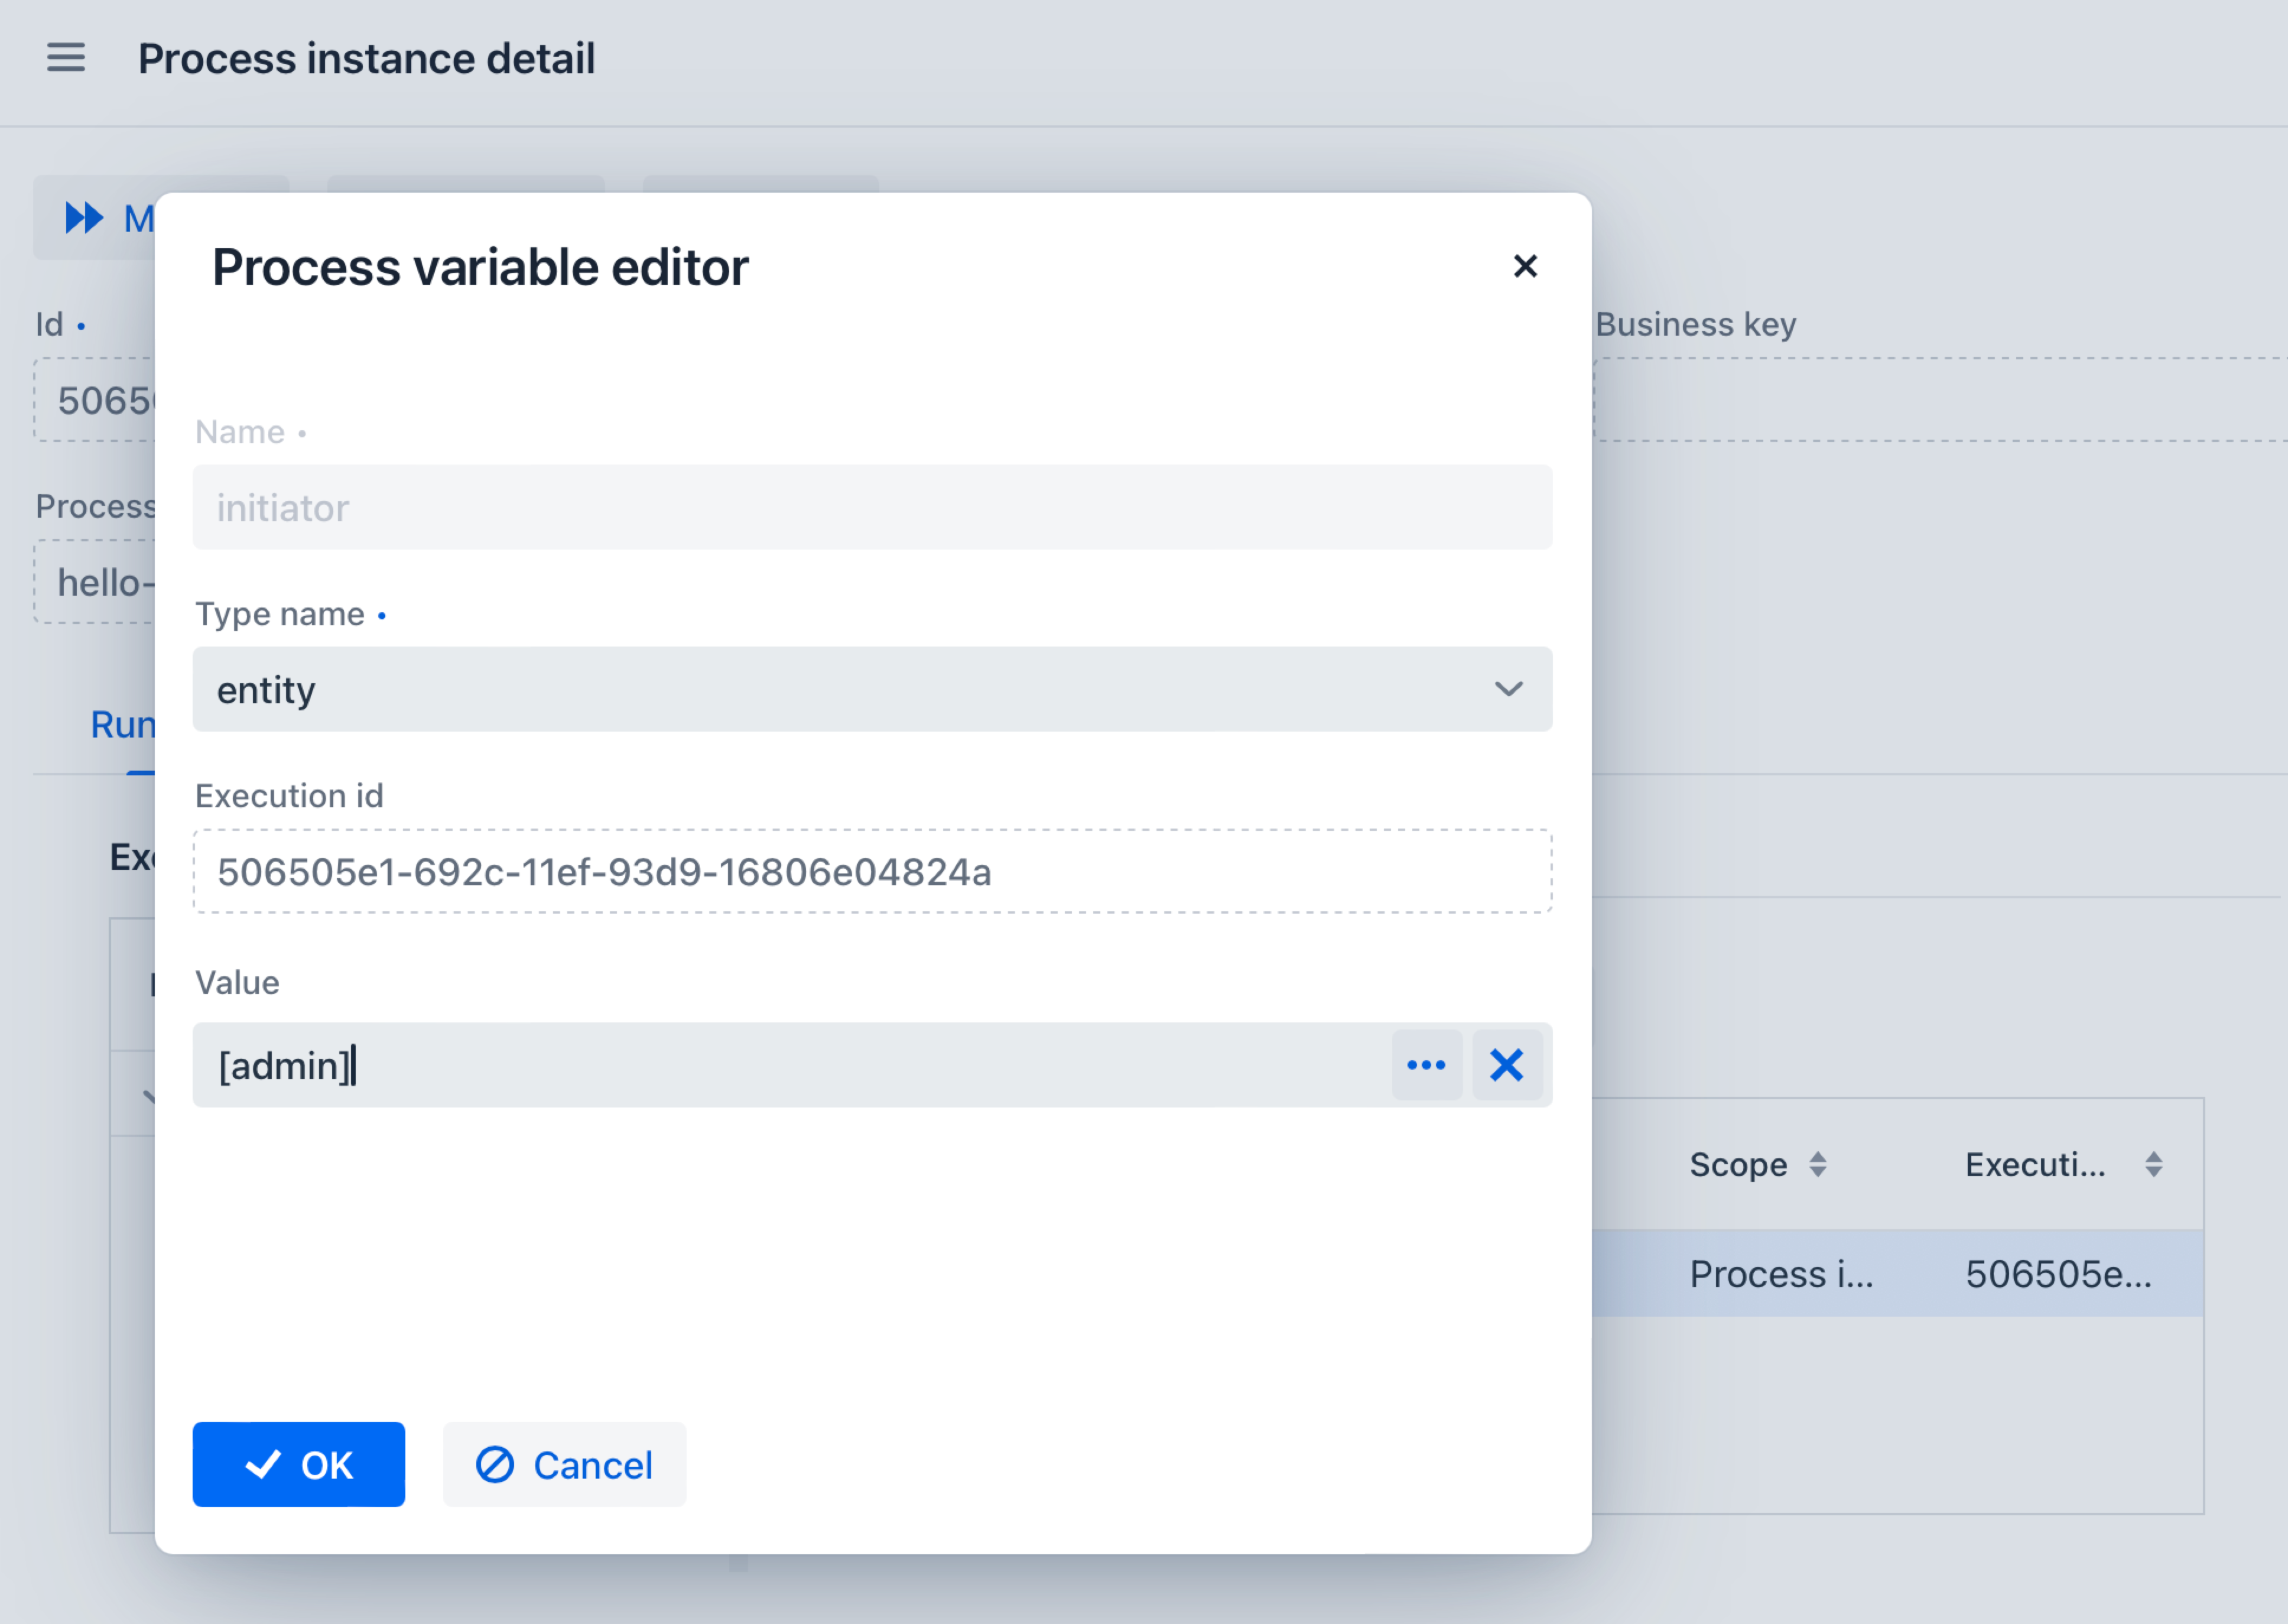 Process instance detail
M
Process variable editor
Id •
Business key
5065
Name •
initiator
Process
Type name •
hello-
entity
Run
Execution id
Exe
506505e1-692c-11ef-93d9-16806e04824a
Value
[admin]
Scope
Executi...
Process i...
506505e...
OK
Cancel